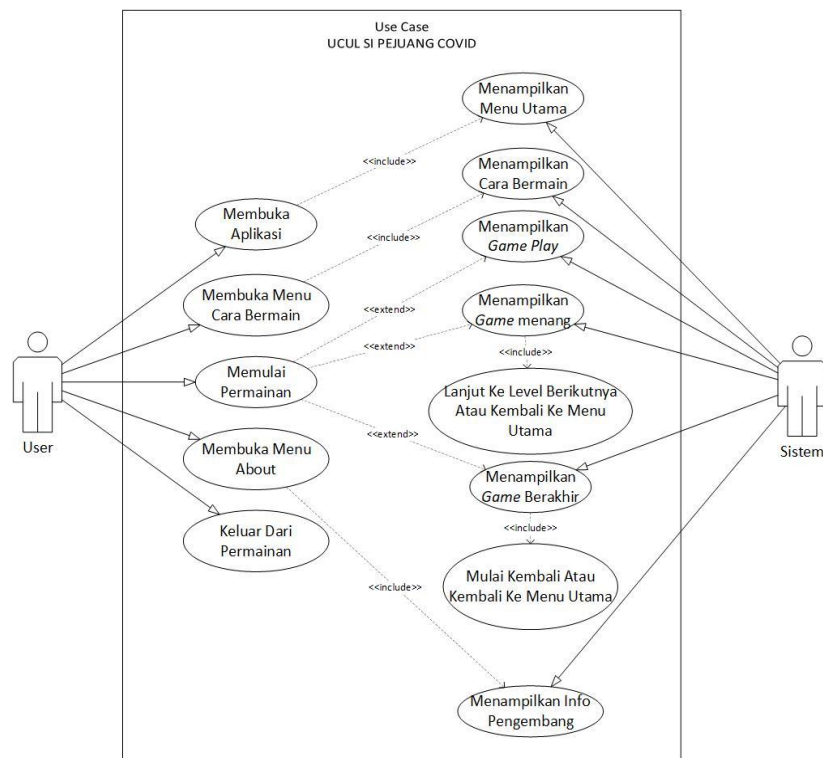 Use Case
UCUL SI PEJUANG COVID
Menampilkan
Menu Utama
<<include>>
Menampilkan
Cara Bermain
Membuka
Aplikasi
<<include>>
Menampilkan
Game Play
Membuka Menu
Cara Bermain
<<extend>>
Menampilkan
Game menang
<<extend>>
<<include>>
Memulai
Permainan
Lanjut Ke Level Berikutnya
Atau Kembali Ke Menu
Utama
User
Sistem
<<extend>>
Membuka Menu
About
Menampilkan
Game Berakhir
Keluar Dari
Permainan
<<include>>
Mulai Kembali Atau
Kembali Ke Menu Utama
<<include>>
Menampilkan Info
Pengembang